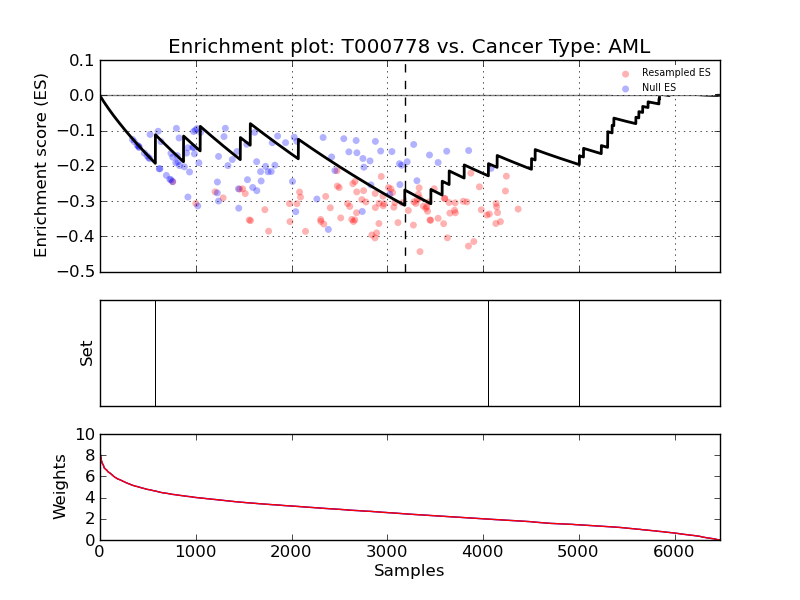 Enrichment plot: T000778 vs. Cancer Type: AML
Enrichment score (ES)
0.1
0.0
−0.1
−0.2
−0.3
−0.4
−0.5
Resampled ES
Null ES
Set
Weights
10
8
6
4
2
0
0 1000 2000 3000 4000 5000 6000
Samples